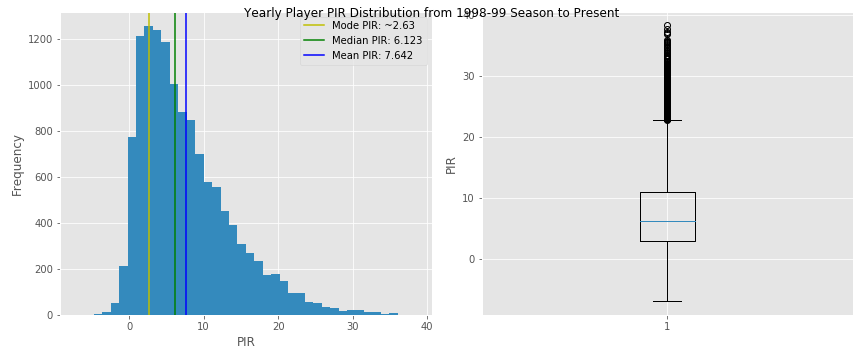 Yearly Player PIR Distribution from 1998-99 Season to Present
Mode PIR: ~2.63
Median PIR: 6.123
Mean PIR: 7.642
Frequency
1200
1000
800
600
400
200
0
0
10
20
30
40
PIR
PIR
40
30
20
10
0
1